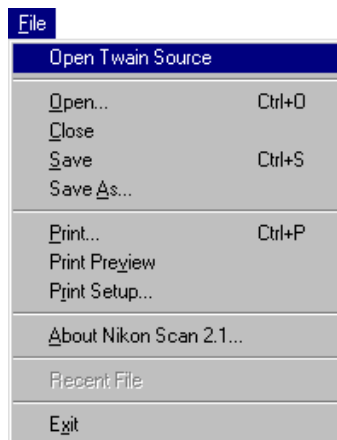 File
Open Twain Source
Open... Ctrl+O
Close
Save Ctrl+S
Save As...
Print... Ctrl+P
Print Preview
Print Setup...
About Nikon Scan 2.1...
Recent File
Exit